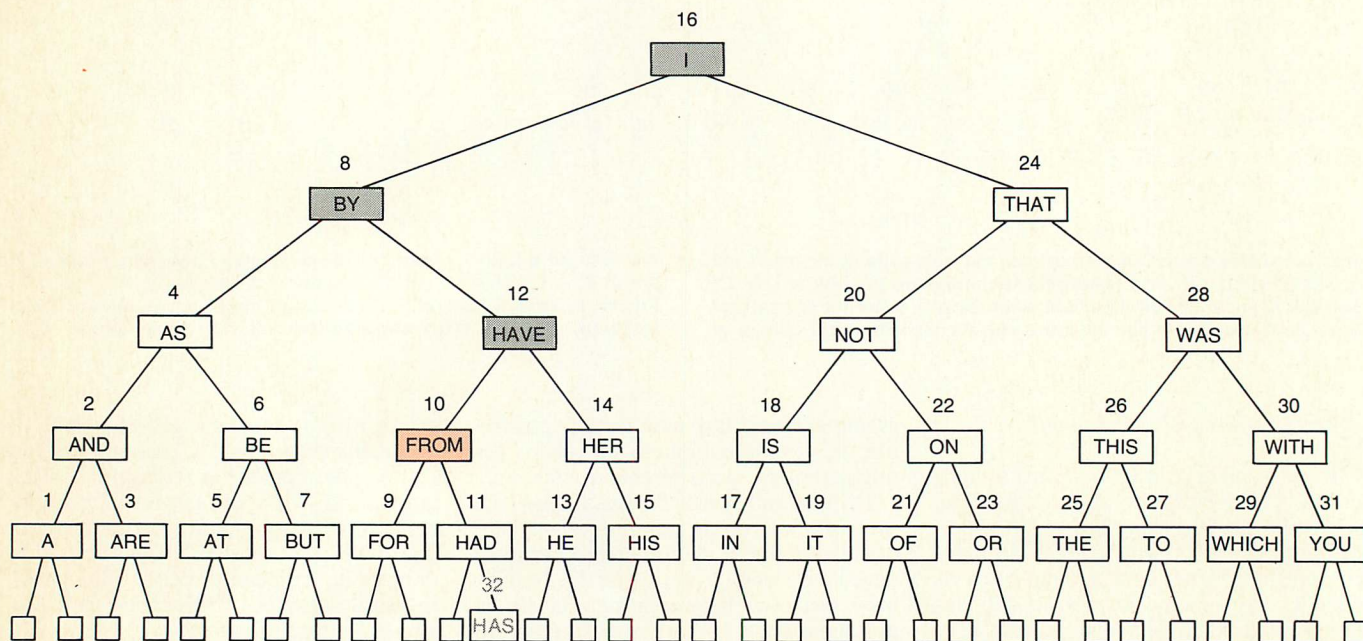 16
I
8 24
BY THAT
4 12 20 28
AS HAVE NOT WAS
2 6 10 14 18 22 26 30
AND BE FROM HER IS ON THIS WITH
1 3 5 7 9 11 13 15 17 19 21 23 25 27 29 31
A ARE AT BUT FOR HAD HE HIS IN IT OF OR THE TO WHICH YOU
32
HAS